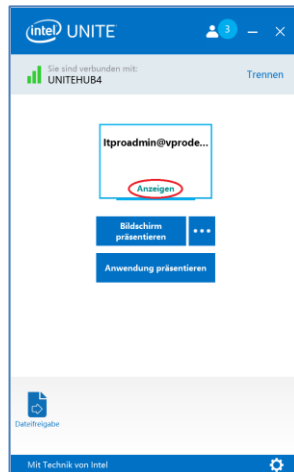 intel UNITE
3
Sie sind verbunden mit:
UNITEHUB4
Trennen
Itproadmin@vprode...
Anzeigen
Bildschirm
präsentieren
Anwendung präsentieren
Dateifreigabe
Mit Technik von Intel